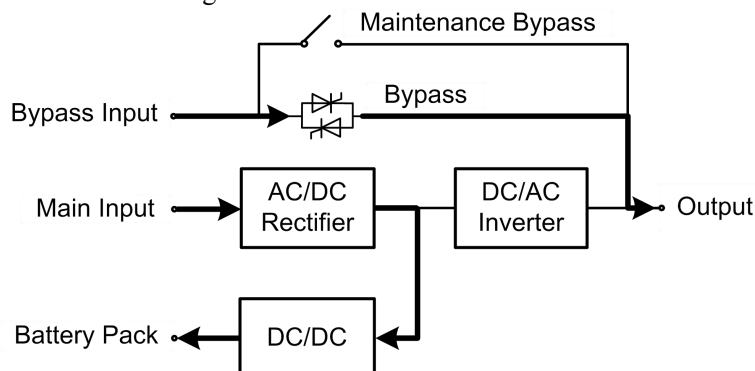 Maintenance Bypass
Bypass
Bypass Input
AC/DC
Rectifier
DC/AC
Inverter
Main Input
Output
Battery Pack
DC/DC